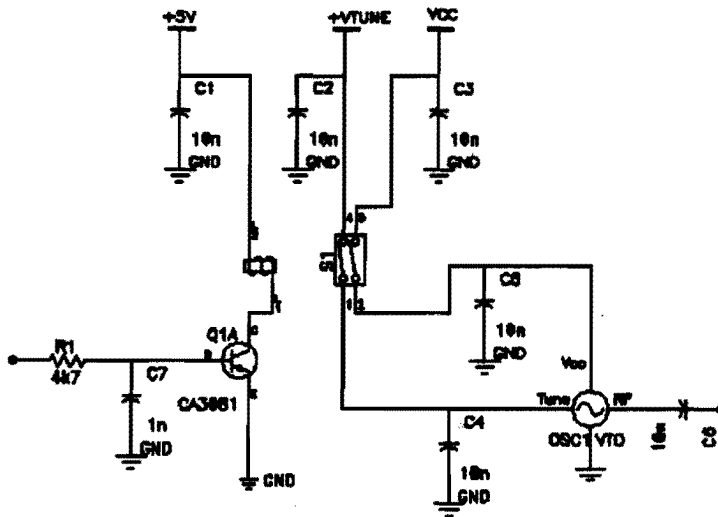 +5V
+VTUNE
VCC
C1
C2
C3
10n
10n
10n
GND
GND
GND
4
S1
1
2
C6
10n
GND
Q1A
C
R1
4k7
C7
B
E
CA3081
1n
GND
GND
Vcc
Tune
RF
C4
OSC1 VTO
10n
C5
10n
GND